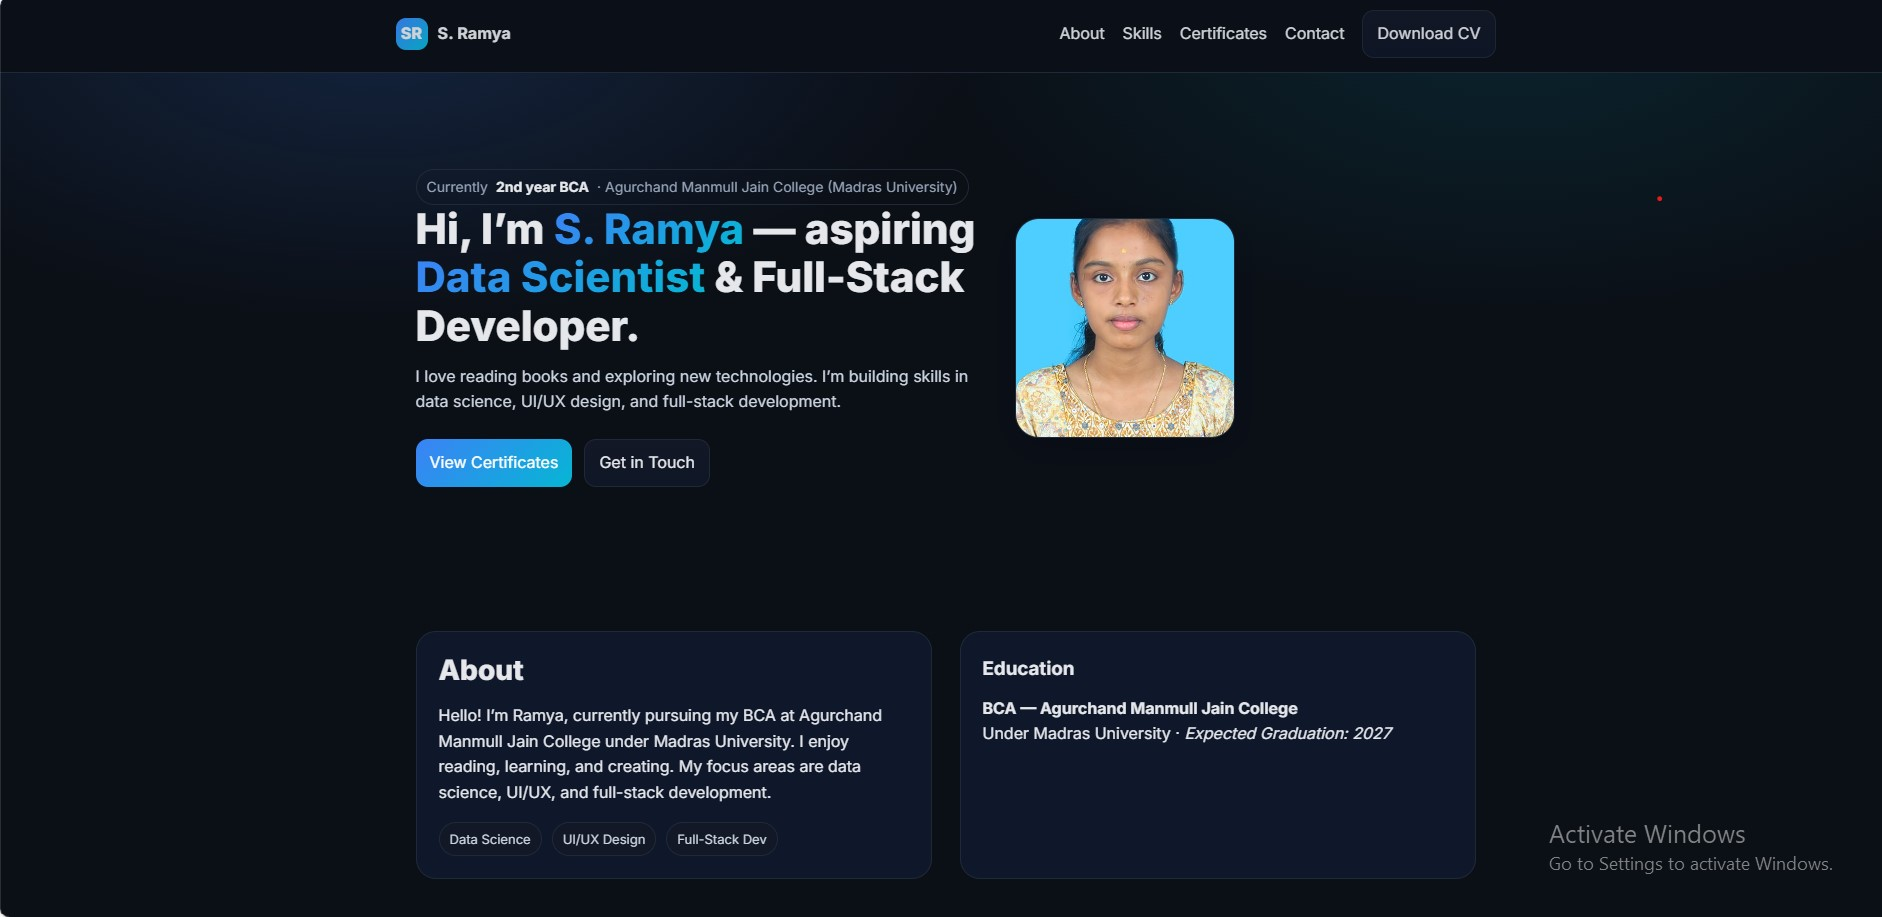 SR S. Ramya
About Skills Certificates Contact Download CV
Currently 2nd year BCA · Agurchand Manmull Jain College (Madras University)
Hi, I’m S. Ramya — aspiring
Data Scientist & Full-Stack
Developer.
I love reading books and exploring new technologies. I’m building skills in
data science, UI/UX design, and full-stack development.
View Certificates Get in Touch
About
Hello! I’m Ramya, currently pursuing my BCA at Agurchand
Manmull Jain College under Madras University. I enjoy
reading, learning, and creating. My focus areas are data
science, UI/UX, and full-stack development.
Data Science UI/UX Design Full-Stack Dev
Education
BCA — Agurchand Manmull Jain College
Under Madras University · Expected Graduation: 2027
Activate Windows
Go to Settings to activate Windows.